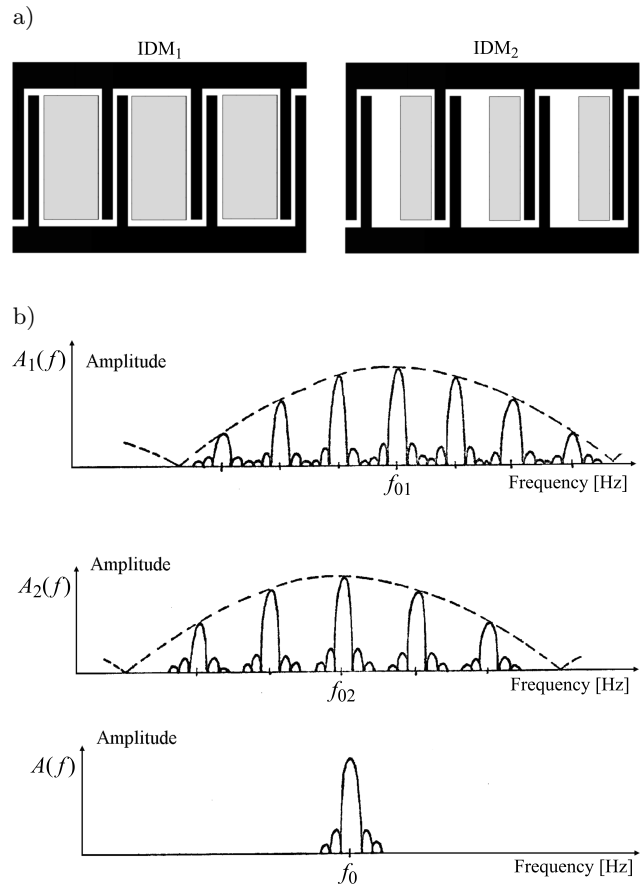 a)
IDM₁ IDM₂
b)
A₁(f) Amplitude
f₀₁ Frequency [Hz]
Amplitude
A₂(f)
f₀₂ Frequency [Hz]
Amplitude
A(f)
f₀ Frequency [Hz]